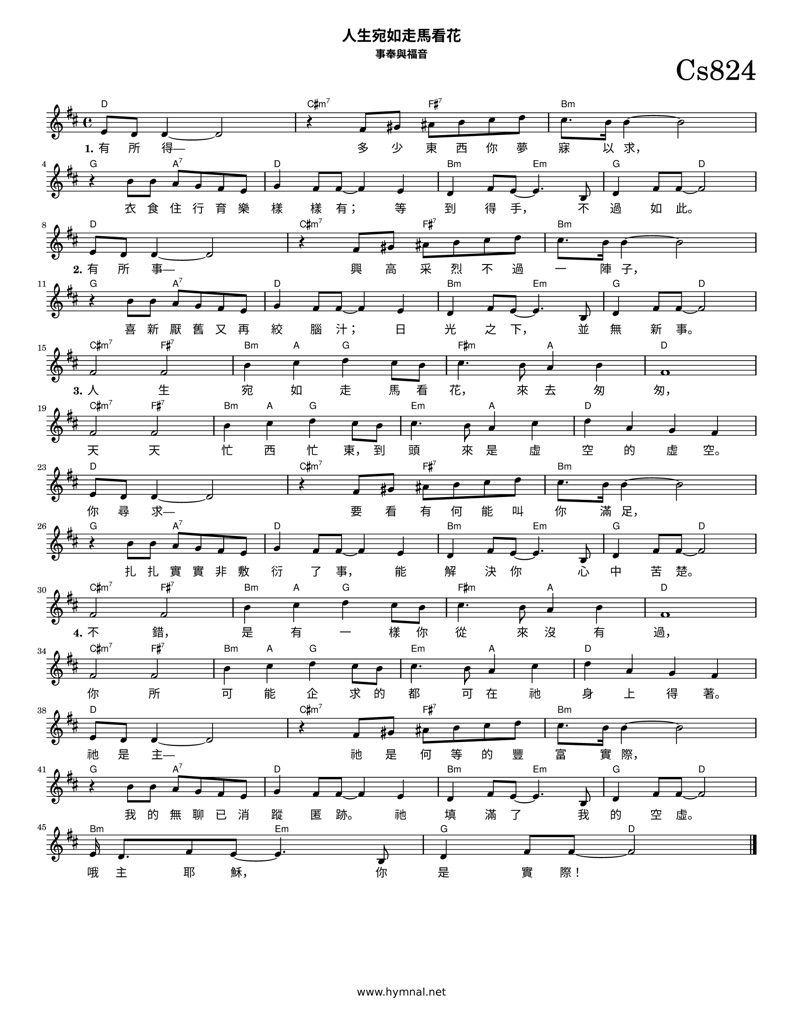 人生宛如走馬看花
事奉與福音
Cs824
D C♯m7 F♯7 Bm
1. 有 所 得— 多 少 東 西 你 夢 寐 以 求，
4 G A7 D Bm Em G D
衣 食 住 行 育 樂 樣 樣 有； 等 到 得 手， 不 過 如 此。
8 D C♯m7 F♯7 Bm
2. 有 所 事— 興 高 采 烈 不 過 一 陣 子，
11 G A7 D Bm Em G D
喜 新 厭 舊 又 再 絞 腦 汁； 日 光 之 下， 並 無 新 事。
15 C♯m7 F♯7 Bm A G F♯m A D
3. 人 生 宛 如 走 馬 看 花， 來 去 匆 匆，
19 C♯m7 F♯7 Bm A G Em A D
天 天 忙 西 忙 東，到 頭 來 是 虛 空 的 虛 空。
23 D C♯m7 F♯7 Bm
你 尋 求— 要 看 有 何 能 叫 你 滿 足，
26 G A7 D Bm Em G D
扎 扎 實 實 非 敷 衍 了 事， 能 解 決 你 心 中 苦 楚。
30 C♯m7 F♯7 Bm A G F♯m A D
4. 不 錯， 是 有 一 樣 你 從 來 沒 有 過，
34 C♯m7 F♯7 Bm A G Em A D
你 所 可 能 企 求 的 都 可 在 祂 身 上 得 著。
38 D C♯m7 F♯7 Bm
祂 是 主— 祂 是 何 等 的 豐 富 實 際，
41 G A7 D Bm Em G D
我 的 無 聊 已 消 蹤 匿 跡。 祂 填 滿 了 我 的 空 虛。
45 Bm Em G D
哦 主 耶 穌， 你 是 實 際！
www.hymnal.net